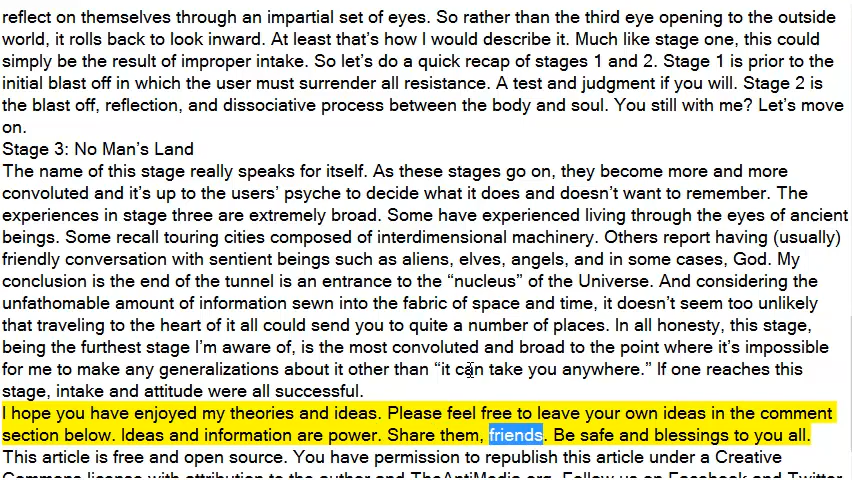 reflect on themselves through an impartial set of eyes. So rather than the third eye opening to the outside
world, it rolls back to look inward. At least that’s how I would describe it. Much like stage one, this could
simply be the result of improper intake. So let’s do a quick recap of stages 1 and 2. Stage 1 is prior to the
initial blast off in which the user must surrender all resistance. A test and judgment if you will. Stage 2 is
the blast off, reflection, and dissociative process between the body and soul. You still with me? Let’s move
on.
Stage 3: No Man’s Land
The name of this stage really speaks for itself. As these stages go on, they become more and more
convoluted and it’s up to the users’ psyche to decide what it does and doesn’t want to remember. The
experiences in stage three are extremely broad. Some have experienced living through the eyes of ancient
beings. Some recall touring cities composed of interdimensional machinery. Others report having (usually)
friendly conversation with sentient beings such as aliens, elves, angels, and in some cases, God. My
conclusion is the end of the tunnel is an entrance to the “nucleus” of the Universe. And considering the
unfathomable amount of information sewn into the fabric of space and time, it doesn’t seem too unlikely
that traveling to the heart of it all could send you to quite a number of places. In all honesty, this stage,
being the furthest stage I’m aware of, is the most convoluted and broad to the point where it’s impossible
for me to make any generalizations about it other than “it can take you anywhere.” If one reaches this
stage, intake and attitude were all successful.
I hope you have enjoyed my theories and ideas. Please feel free to leave your own ideas in the comment
section below. Ideas and information are power. Share them, friends. Be safe and blessings to you all.
This article is free and open source. You have permission to republish this article under a Creative
Commons license with attribution to the author and TheAntiMedia.org. Follow us on Facebook and Twitter